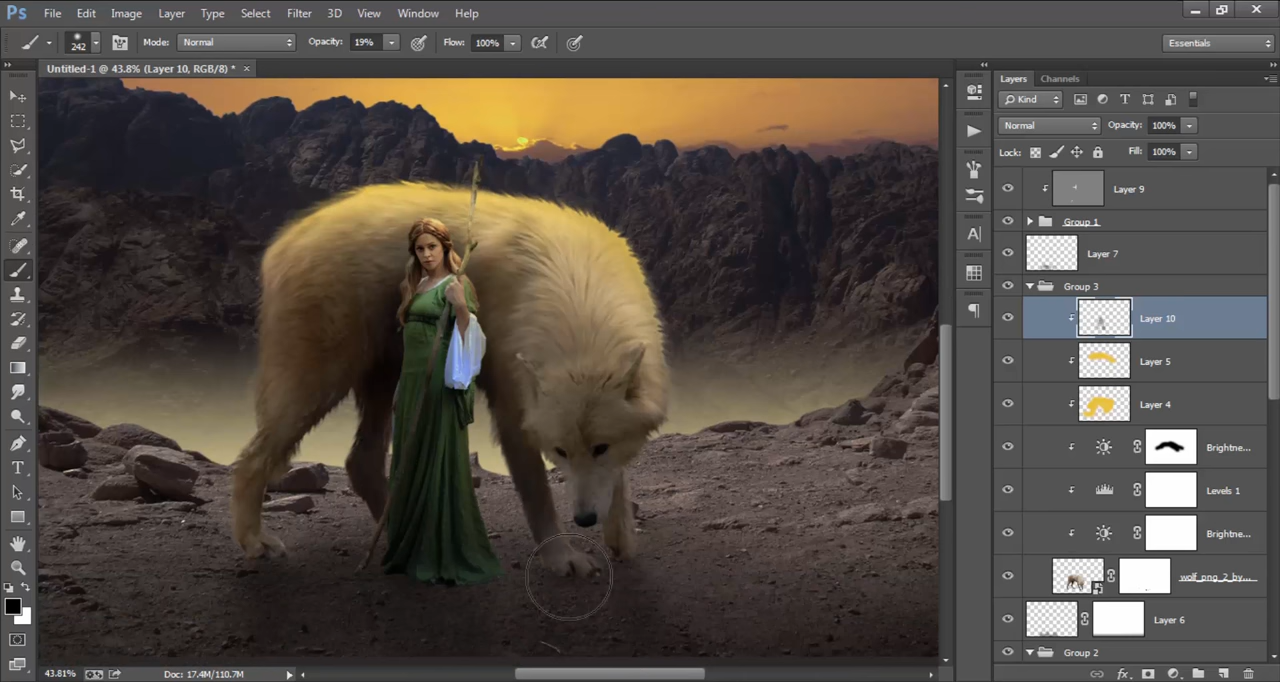 Ps File Edit Image Layer Type Select Filter 3D View Window Help
242 Mode: Normal Opacity: 19% Flow: 100% Essentials
Untitled-1 @ 43.8% (Layer 10, RGB/8) * ×
Layers Channels
Kind
Normal Opacity: 100%
Lock: Fill: 100%
Layer 9
Group 1
Layer 7
Group 3
Layer 10
Layer 5
Layer 4
Brightne...
Levels 1
Brightne...
wolf_png_2_by...
Layer 6
Group 2
43.81% Doc: 17.4M/110.7M